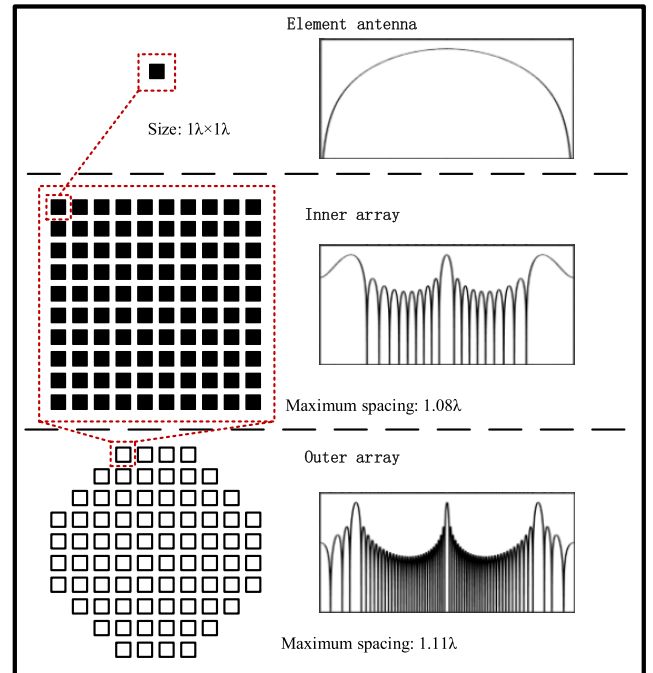 Element antenna
Size: 1λ×1λ
Inner array
Maximum spacing: 1.08λ
Outer array
Maximum spacing: 1.11λ